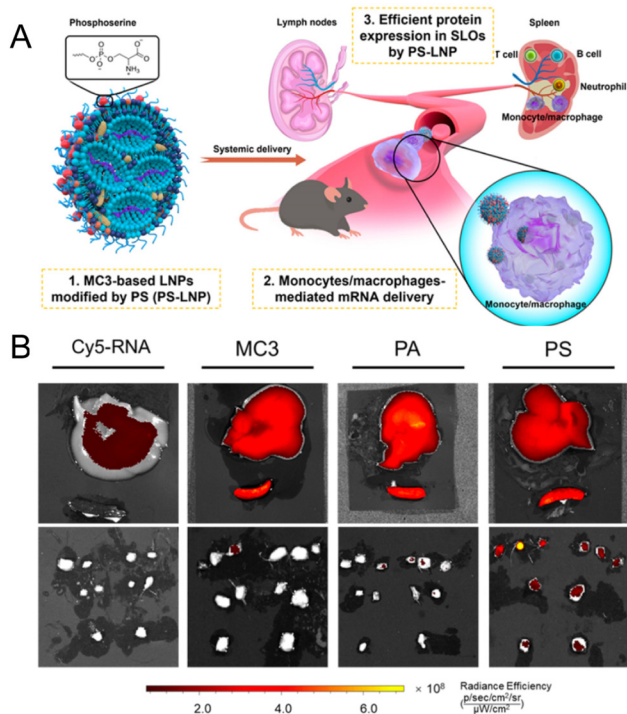 A
Phosphoserine
O
O
P
O
O
O
O
NH3
+
Systemic delivery
1. MC3-based LNPs
modified by PS (PS-LNP)
Lymph nodes
3. Efficient protein
expression in SLOs
by PS-LNP
Spleen
T cell
B cell
Neutrophil
Monocyte/macrophage
2. Monocytes/macrophages-
mediated mRNA delivery
Monocyte/macrophage
B
Cy5-RNA
MC3
PA
PS
2.0
4.0
6.0
× 10⁸
Radiance Efficiency
(p/sec/cm²/sr
μW/cm²)